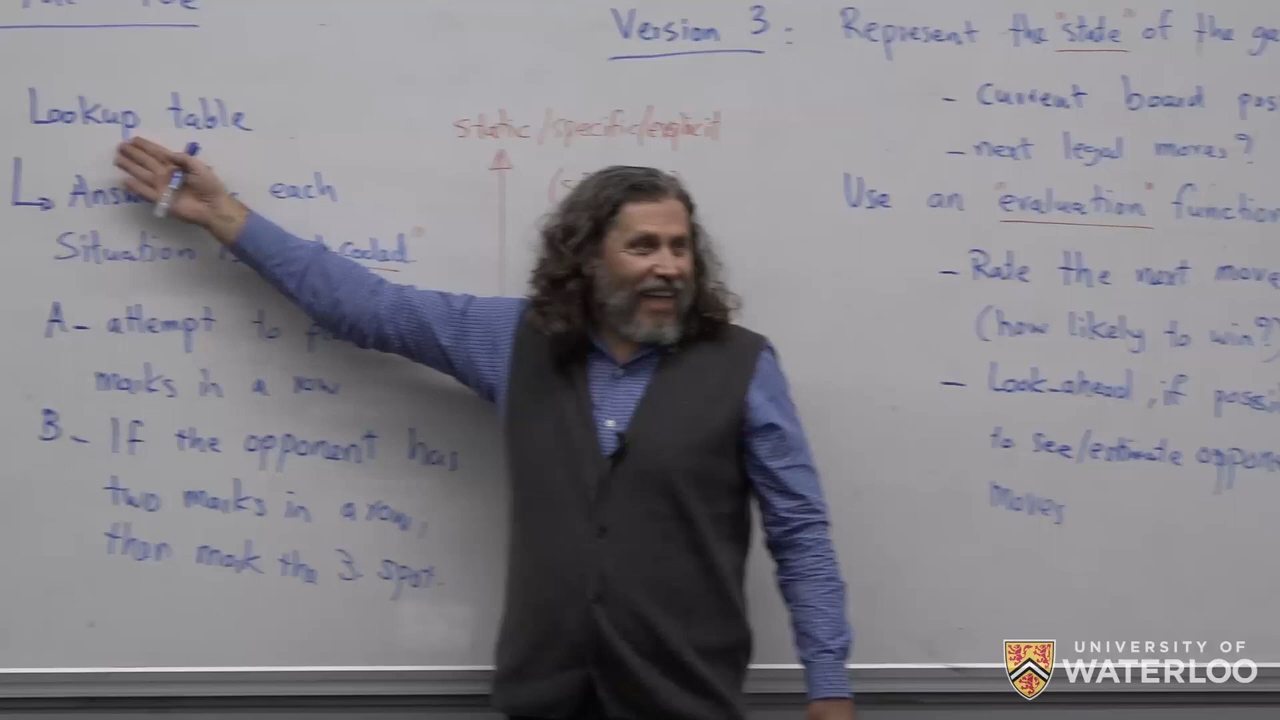 Lookup table
each
Situation
A - attempt to
marks in a row
B - If the opponent has
two marks in a row,
then mark the 3. spot.
static/specific/explicit
Version 3: Represent the "state" of the
- current board
- next legal moves?
Use an "evaluation" function
- Rate the next move
(how likely to win?)
- Look-ahead, if
to see/estimate
moves
UNIVERSITY OF
WATERLOO